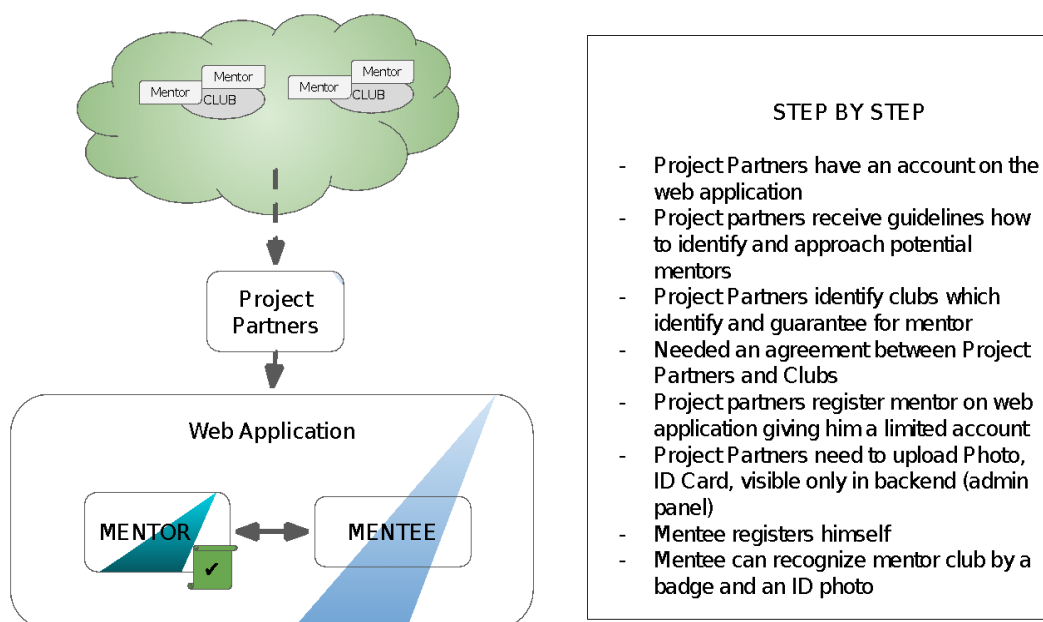 Mentor
Mentor
CLUB
Mentor
Mentor
CLUB
Project
Partners
Web Application
MENTOR
MENTEE
STEP BY STEP
- Project Partners have an account on the
web application
- Project partners receive guidelines how
to identify and approach potential
mentors
- Project Partners identify clubs which
identify and guarantee for mentor
- Needed an agreement between Project
Partners and Clubs
- Project partners register mentor on web
application giving him a limited account
- Project Partners need to upload Photo,
ID Card, visible only in backend (admin
panel)
- Mentee registers himself
- Mentee can recognize mentor club by a
badge and an ID photo